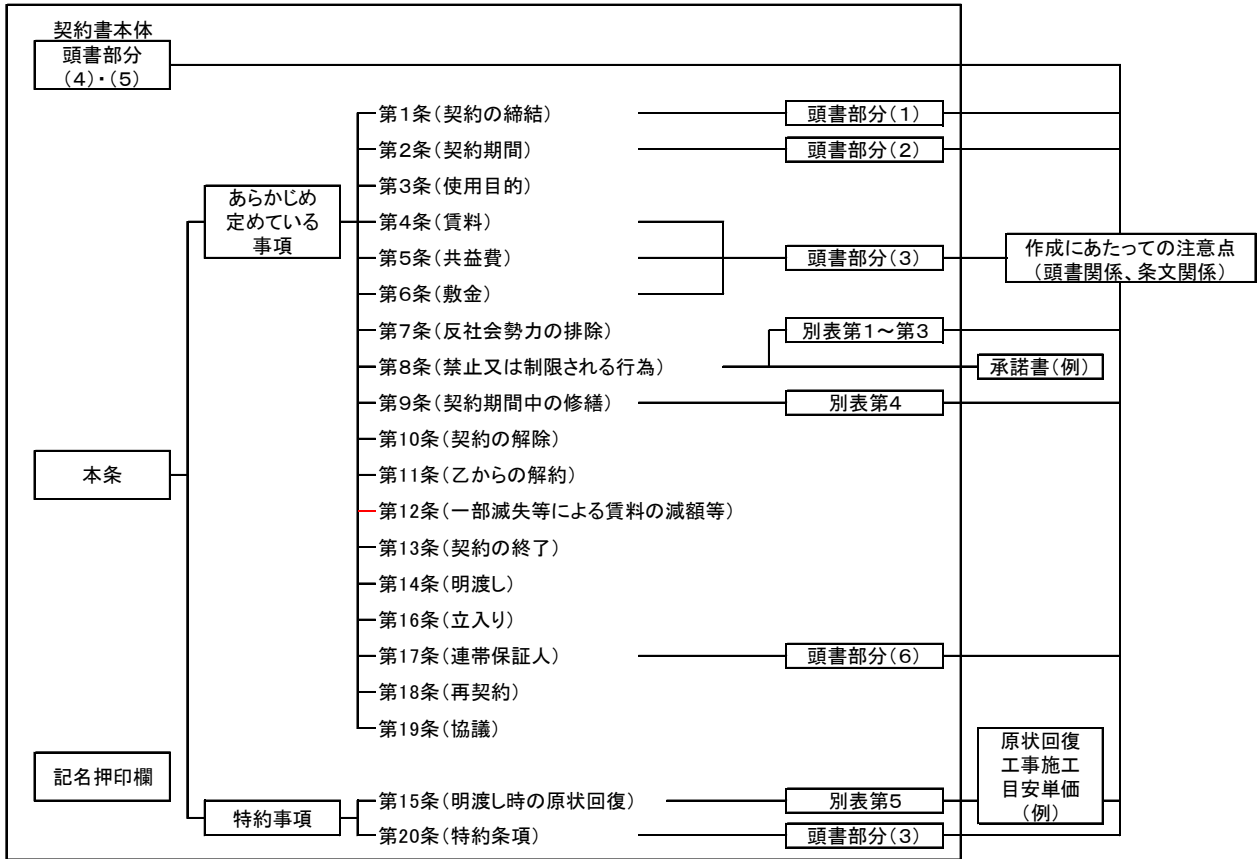 契約書本体
頭書部分
(4)・(5)
第1条(契約の締結)
頭書部分(1)
第2条(契約期間)
頭書部分(2)
あらかじめ
定めている
事項
第3条(使用目的)
第4条(賃料)
第5条(共益費)
頭書部分(3)
作成にあたっての注意点
(頭書関係、条文関係)
第6条(敷金)
第7条(反社会勢力の排除)
別表第1~第3
第8条(禁止又は制限される行為)
承諾書(例)
第9条(契約期間中の修繕)
別表第4
第10条(契約の解除)
本条
第11条(乙からの解約)
第12条(一部滅失等による賃料の減額等)
第13条(契約の終了)
第14条(明渡し)
第16条(立入り)
第17条(連帯保証人)
頭書部分(6)
第18条(再契約)
第19条(協議)
記名押印欄
特約事項
第15条(明渡し時の原状回復)
別表第5
原状回復
工事施工
目安単価
(例)
第20条(特約条項)
頭書部分(3)